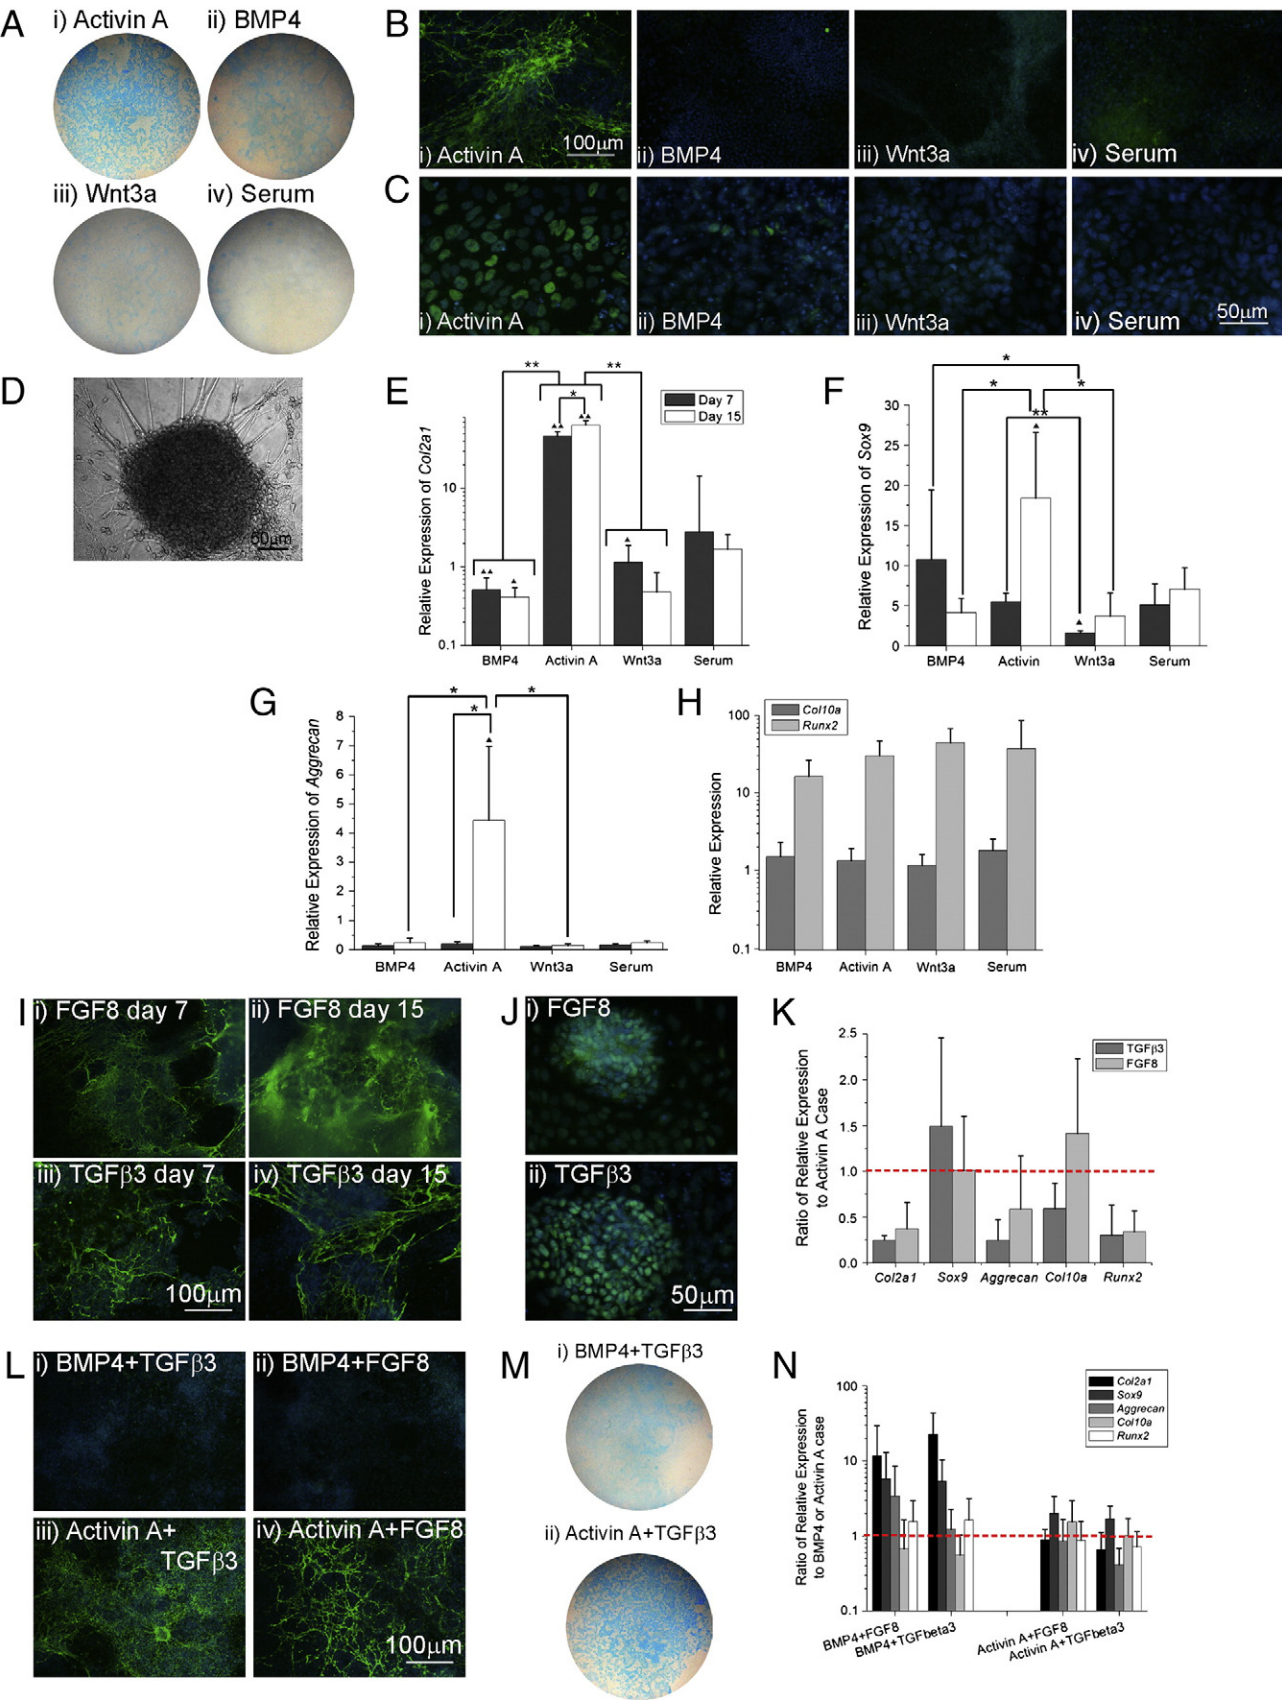 A
i) Activin A
ii) BMP4
iii) Wnt3a
iv) Serum
B
i) Activin A
100μm
ii) BMP4
iii) Wnt3a
iv) Serum
C
i) Activin A
ii) BMP4
iii) Wnt3a
iv) Serum
50μm
D
50μm
E
Relative Expression of Col2a1
** **
*
▲▲ ▲ ▲▲ ▲▲ ▲
Day 7
Day 15
10
1
0.1
BMP4 Activin A Wnt3a Serum
F
Relative Expression of Sox9
*
* *
**
▲ ▲
30
25
20
15
10
5
0
BMP4 Activin Wnt3a Serum
G
Relative Expression of Aggrecan
* *
*
▲
8
7
6
5
4
3
2
1
0
BMP4 Activin A Wnt3a Serum
H
Relative Expression
Col10a
Runx2
100
10
1
0.1
BMP4 Activin A Wnt3a Serum
I
i) FGF8 day 7
ii) FGF8 day 15
iii) TGFβ3 day 7
100μm
iv) TGFβ3 day 15
J
i) FGF8
ii) TGFβ3
50μm
K
Ratio of Relative Expression
to Activin A Case
TGFβ3
FGF8
2.5
2.0
1.5
1.0
0.5
0.0
Col2a1 Sox9 Aggrecan Col10a Runx2
L
i) BMP4+TGFβ3
ii) BMP4+FGF8
iii) Activin A+
TGFβ3
iv) Activin A+FGF8
100μm
M
i) BMP4+TGFβ3
ii) Activin A+TGFβ3
N
Ratio of Relative Expression
to BMP4 or Activin A case
Col2a1
Sox9
Aggrecan
Col10a
Runx2
100
10
1
0.1
BMP4+FGF8
BMP4+TGFbeta3
Activin A+FGF8
Activin A+TGFbeta3